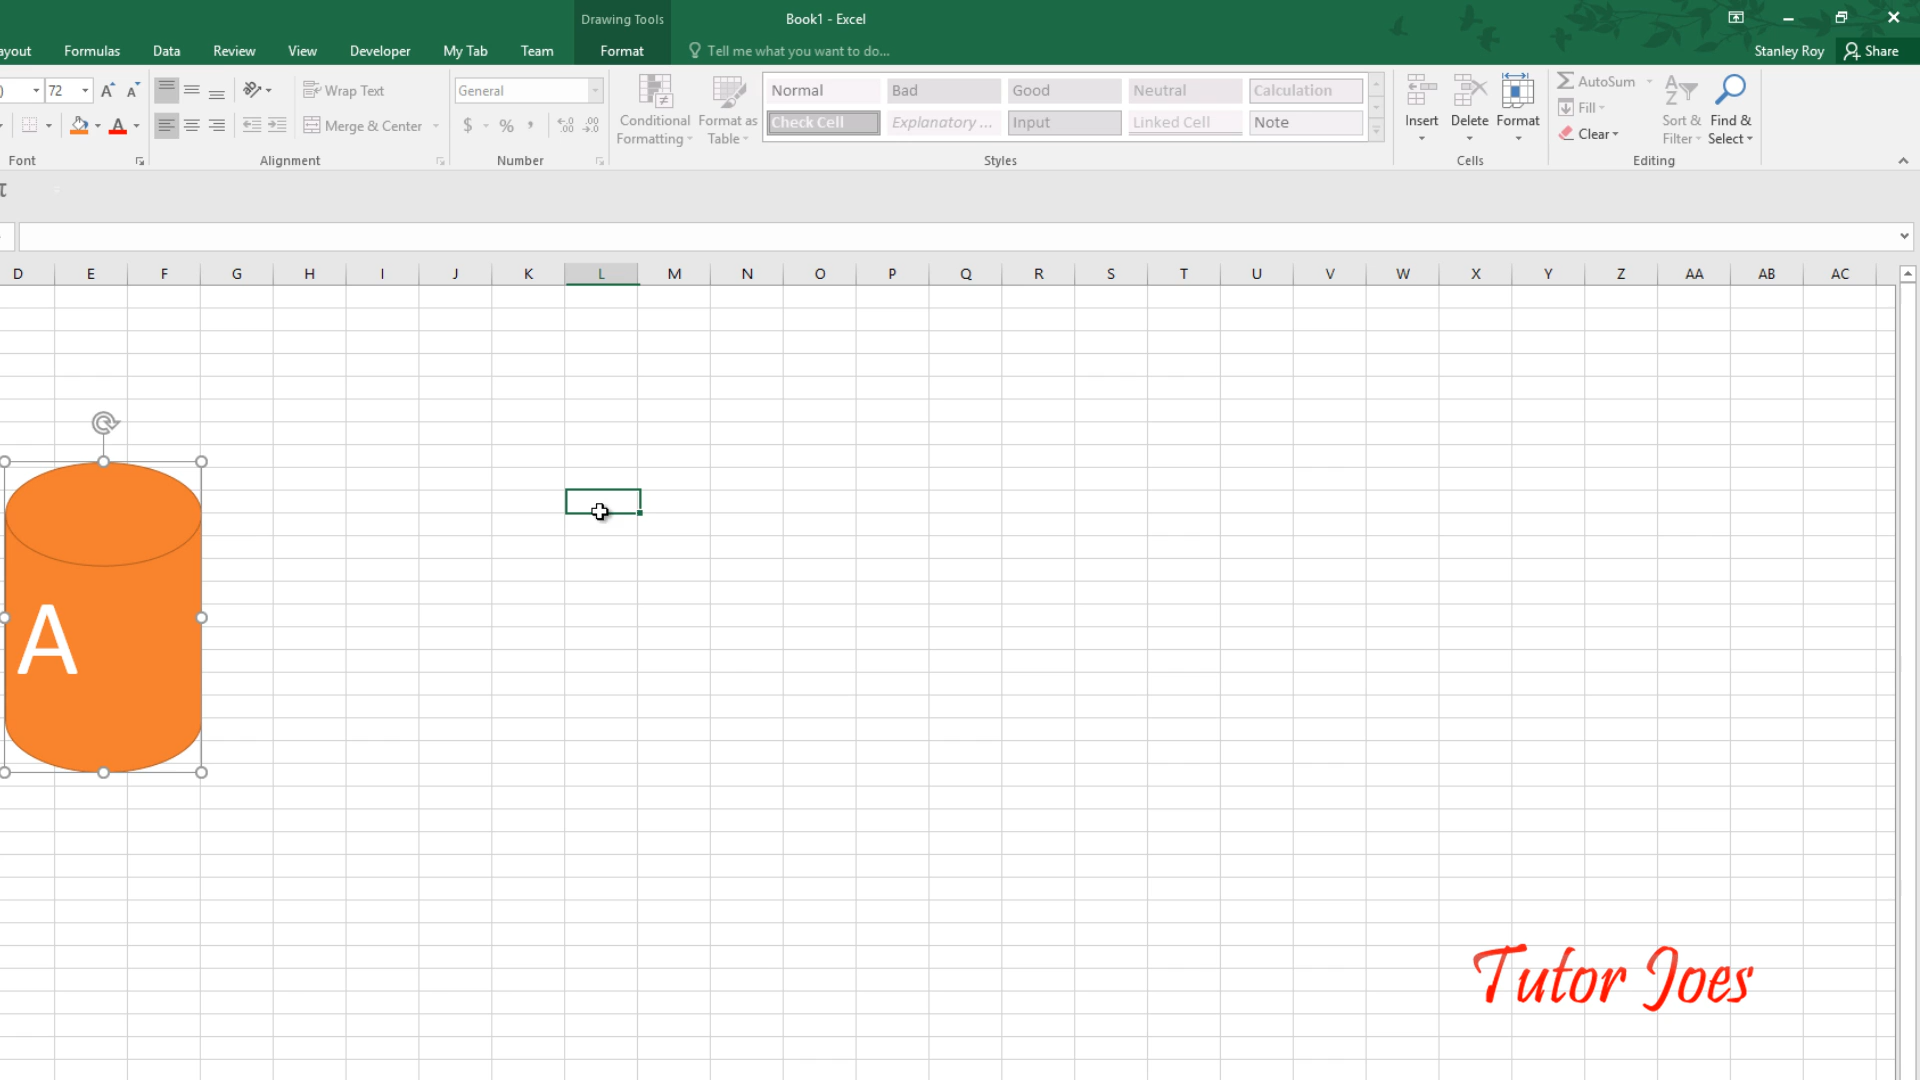 Drawing Tools
Book1 - Excel
ayout Formulas Data Review View Developer My Tab Team Format Tell me what you want to do... Stanley Roy Share
72 Wrap Text General Conditional Formatting Format as Table Normal Bad Good Neutral Calculation Insert Delete Format AutoSum Sort & Filter Find & Select
Merge & Center $ % , Check Cell Explanatory ... Input Linked Cell Note Fill
Clear
Font Alignment Number Styles Cells Editing
D E F G H I J K L M N O P Q R S T U V W X Y Z AA AB AC
A
Tutor Joes